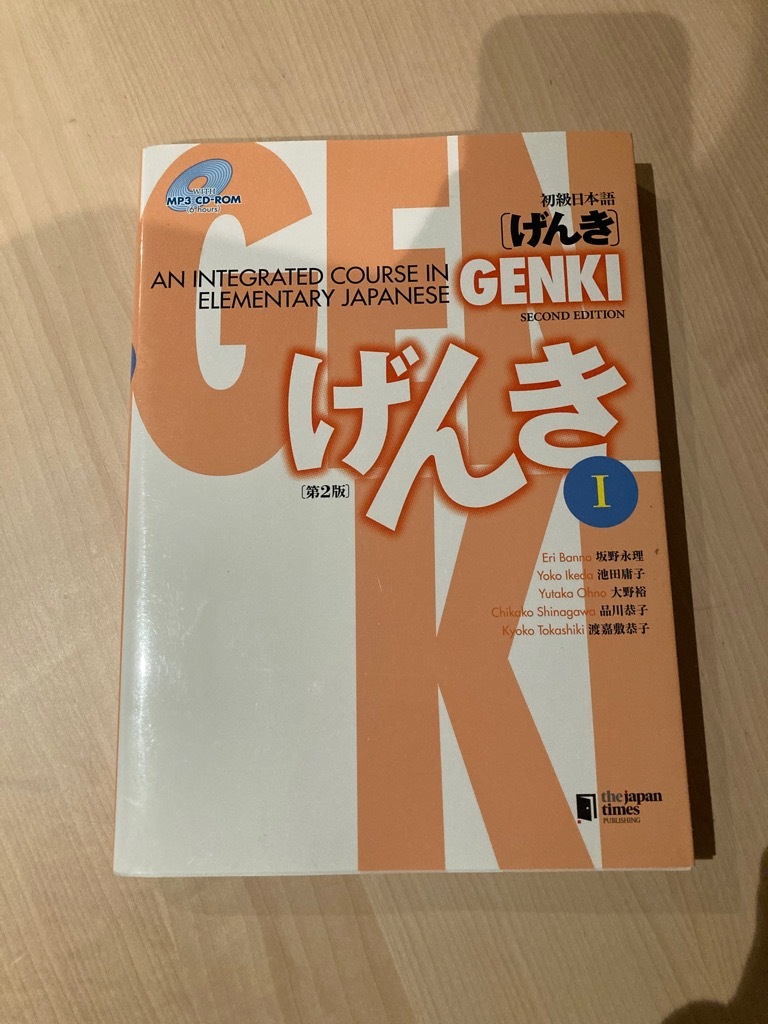 WITH
MP3 CD-ROM
(6 hours)
初級日本語
[げんき]
AN INTEGRATED COURSE IN
ELEMENTARY JAPANESE
GENKI
SECOND EDITION
GEN
げんき
[第2版]
I
KI
Eri Banno 坂野永理
Yoko Ikeda 池田庸子
Yutaka Ohno 大野裕
Chikako Shinagawa 品川恭子
Kyoko Tokashiki 渡嘉敷恭子
the japan
times
PUBLISHING